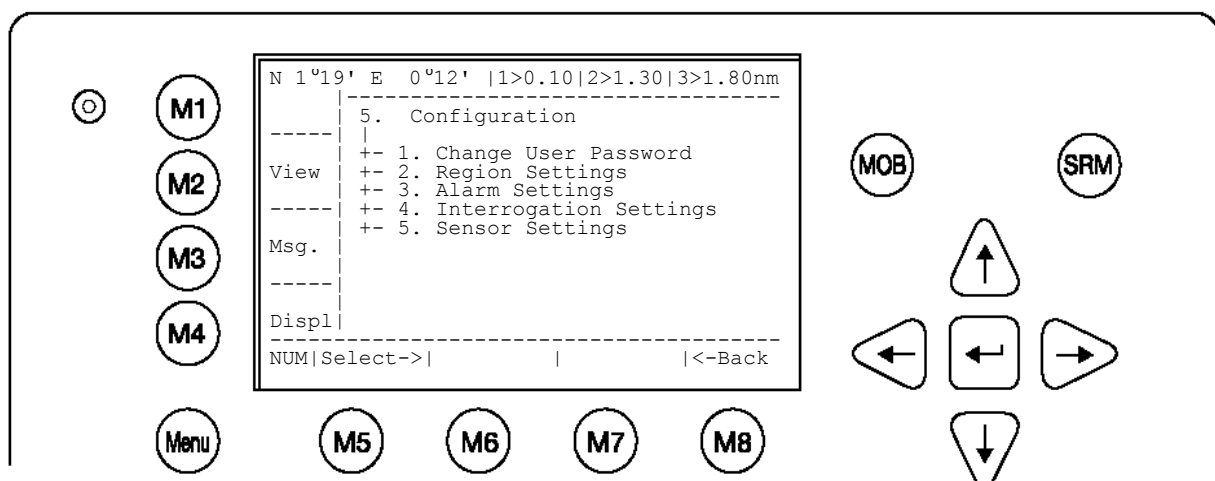 N 1°19' E 0°12' |1>0.10|2>1.30|3>1.80nm
M1
5. Configuration
+- 1. Change User Password
View +- 2. Region Settings
M2
+- 3. Alarm Settings
+- 4. Interrogation Settings
+- 5. Sensor Settings
Msg.
M3
Displ
M4
NUM|Select->| | |<-Back
MOB
SRM
Menu
M5
M6
M7
M8